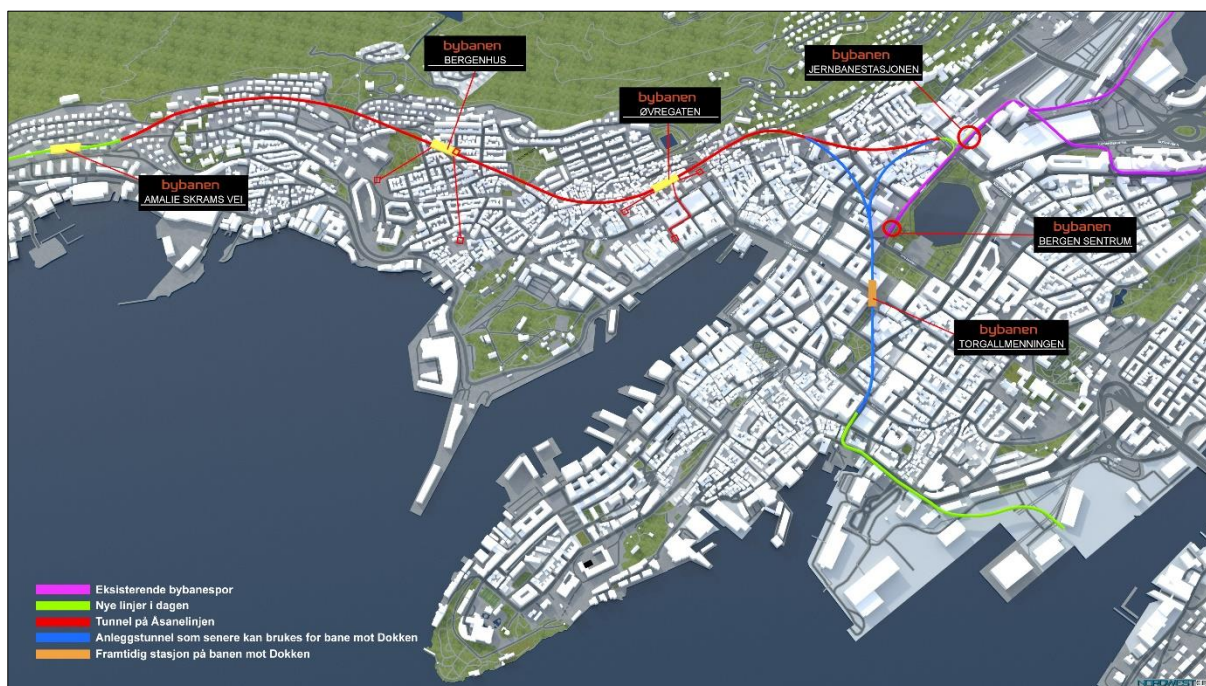 bybanen
BERGENHUS
bybanen
JERNBANESTASJONEN
bybanen
ØVREGATEN
bybanen
AMALIE SKRAMS VEI
bybanen
BERGEN SENTRUM
bybanen
TORGALLMENNINGEN
Eksisterende bybanespor
Nye linjer i dagen
Tunnel på Åsanelinjen
Anleggstunnel som senere kan brukes for bane mot Dokken
Framtidig stasjon på banen mot Dokken